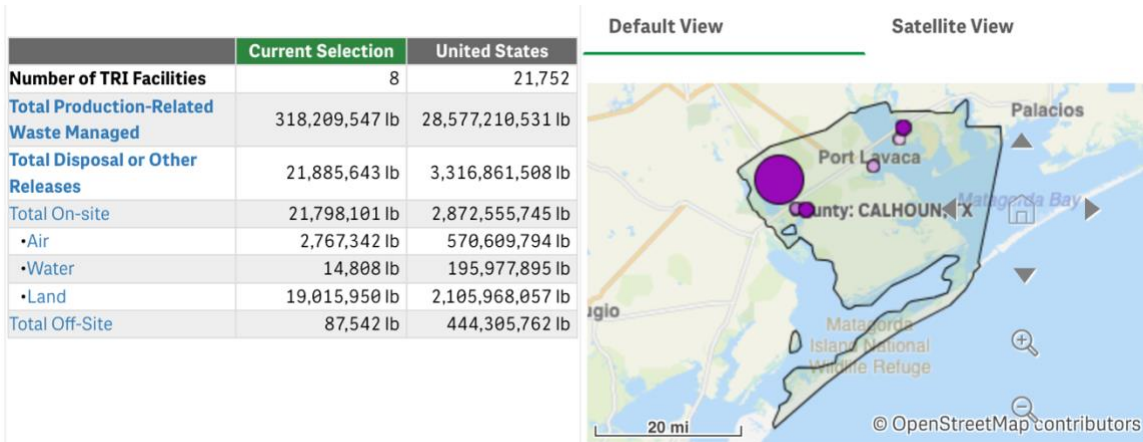 Default View Satellite View
Current Selection United States
Number of TRI Facilities 8 21,752
Total Production-Related
Waste Managed 318,209,547 lb 28,577,210,531 lb
Total Disposal or Other
Releases 21,885,643 lb 3,316,861,508 lb
Total On-site 21,798,101 lb 2,872,555,745 lb
•Air 2,767,342 lb 570,609,794 lb
•Water 14,808 lb 195,977,895 lb
•Land 19,015,950 lb 2,105,968,057 lb
Total Off-Site 87,542 lb 444,305,762 lb
Palacios
Port Lavaca
unty: CALHOUN, TX
Matagorda Bay
ugio
Matagorda
Island National
Wildlife Refuge
20 mi
© OpenStreetMap contributors